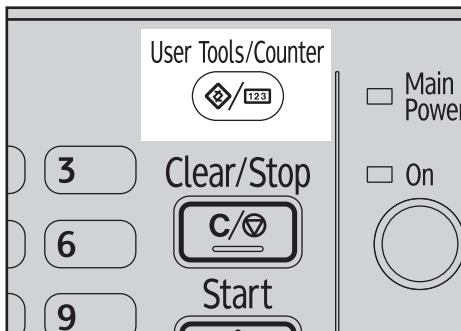 User Tools/Counter
123
Main
Power
3
Clear/Stop
On
C/
6
Start
9